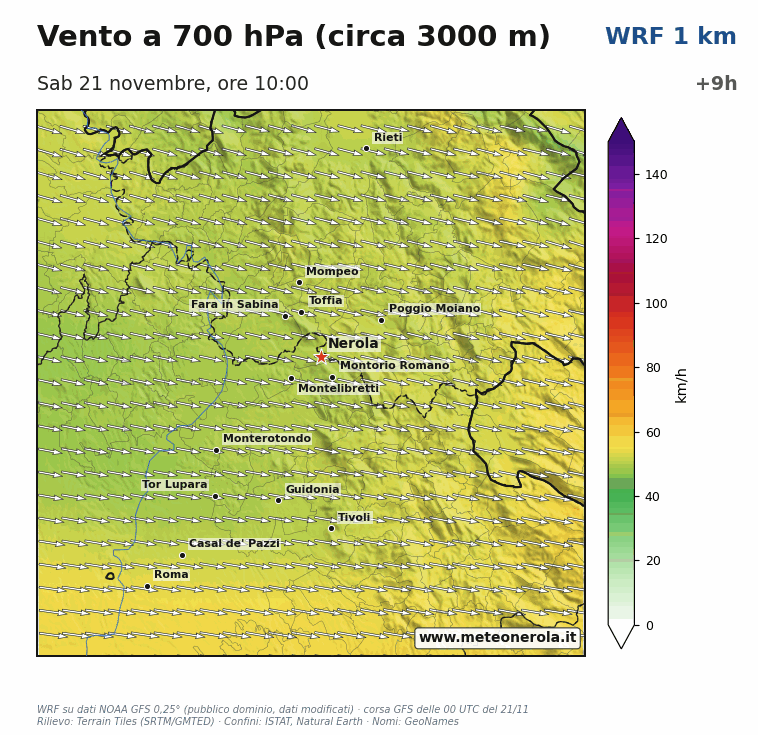 Vento a 700 hPa (circa 3000 m)
WRF 1 km
Sab 21 novembre, ore 10:00
+9h
Rieti
Mompeo
Fara in Sabina
Toffia
Poggio Moiano
Nerola
Montorio Romano
Montelibretti
Monterotondo
Tor Lupara
Guidonia
Tivoli
Casal de' Pazzi
Roma
www.meteonerola.it
140
120
100
80
60
40
20
0
km/h
WRF su dati NOAA GFS 0,25° (pubblico dominio, dati modificati) · corsa GFS delle 00 UTC del 21/11
Rilievo: Terrain Tiles (SRTM/GMTED) · Confini: ISTAT, Natural Earth · Nomi: GeoNames